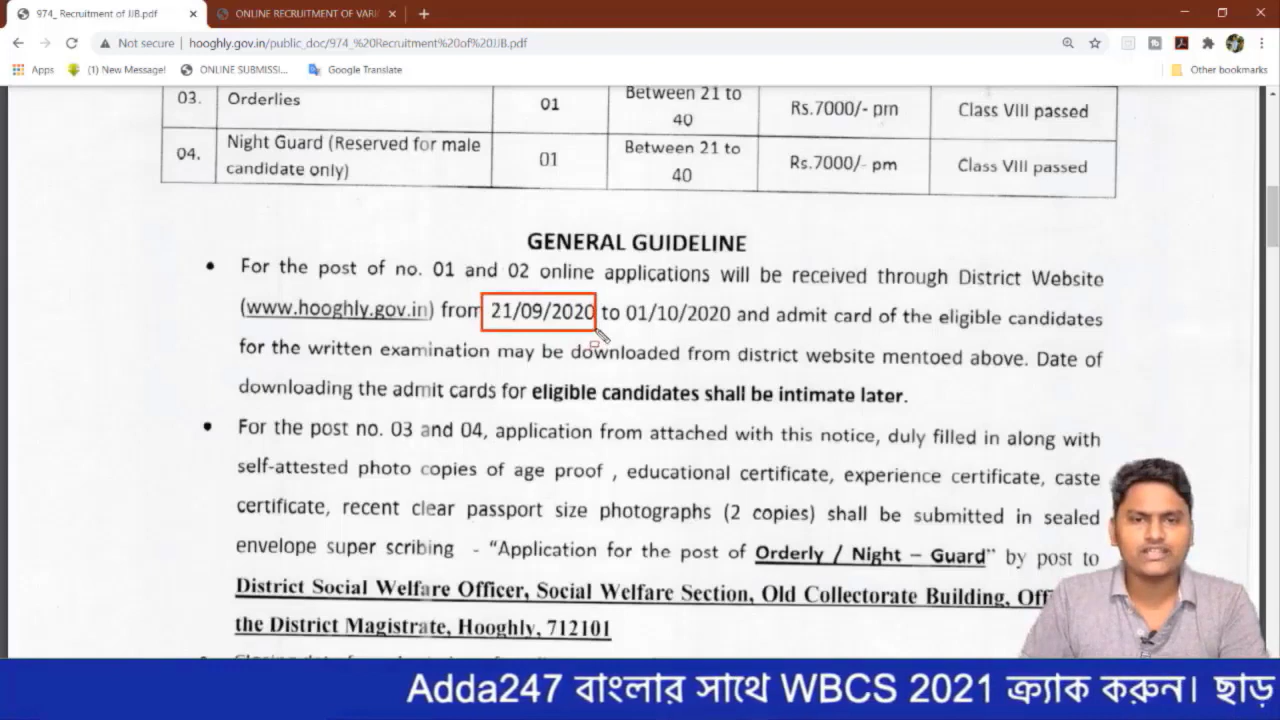 974_ Recruitment of JJB.pdf
ONLINE RECRUITMENT OF VARI
Not secure | hooghly.gov.in/public_doc/974_%20Recruitment%20of%20JJB.pdf
Apps
(1) New Message!
ONLINE SUBMISSI...
Google Translate
Other bookmarks
03. Orderlies 01 Between 21 to 40 Rs.7000/- pm Class VIII passed
04. Night Guard (Reserved for male candidate only) 01 Between 21 to 40 Rs.7000/- pm Class VIII passed
GENERAL GUIDELINE
• For the post of no. 01 and 02 online applications will be received through District Website
(www.hooghly.gov.in) from 21/09/2020 to 01/10/2020 and admit card of the eligible candidates
for the written examination may be downloaded from district website mentoed above. Date of
downloading the admit cards for eligible candidates shall be intimate later.
• For the post no. 03 and 04, application from attached with this notice, duly filled in along with
self-attested photo copies of age proof , educational certificate, experience certificate, caste
certificate, recent clear passport size photographs (2 copies) shall be submitted in sealed
envelope super scribing - “Application for the post of Orderly / Night – Guard” by post to
District Social Welfare Officer, Social Welfare Section, Old Collectorate Building, Off
the District Magistrate, Hooghly, 712101
Adda247 বাংলার সাথে WBCS 2021 ক্র্যাক করুন। ছাড়